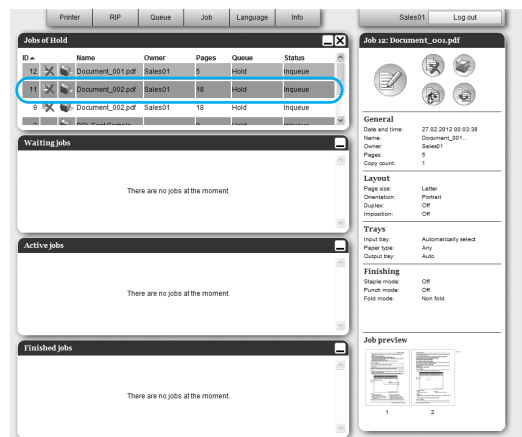 Printer RIP Queue Job Language Info Sales01 Log out
Jobs of Hold
ID Name Owner Pages Queue Status
12 Document_001.pdf Sales01 5 Hold Inqueue
11 Document_002.pdf Sales01 18 Hold Inqueue
9 Document_002.pdf Sales01 18 Hold Inqueue
Waiting jobs
There are no jobs at the moment.
Active jobs
There are no jobs at the moment.
Finished jobs
There are no jobs at the moment.
Job 12: Document_001.pdf
General
Date and time: 27.02.2012 00:03:38
Name: Document_001...
Owner: Sales01
Pages: 5
Copy count: 1
Layout
Page size: Letter
Orientation: Portrait
Duplex: Off
Imposition: Off
Trays
Input tray: Automatically select
Paper type: Any
Output tray: Auto
Finishing
Staple mode: Off
Punch mode: Off
Fold mode: Non fold
Job preview
1 2